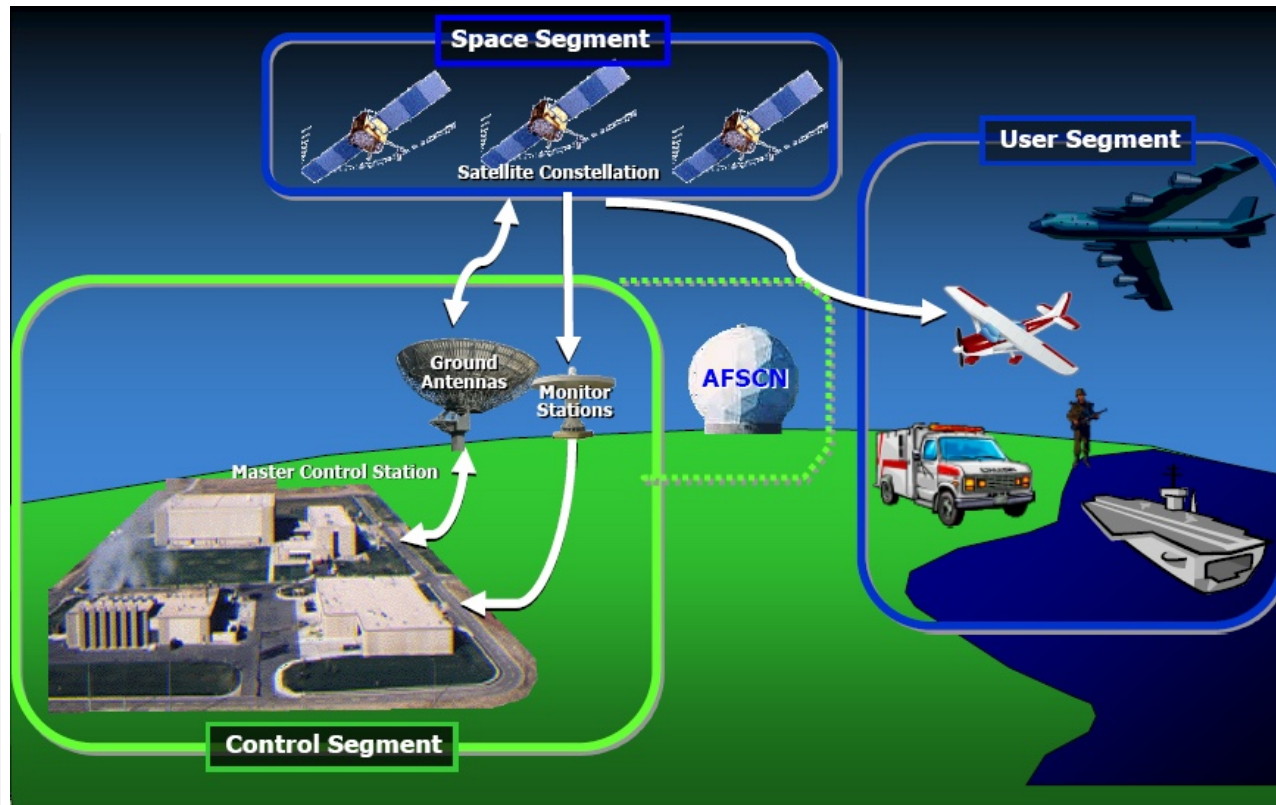 Space Segment
Satellite Constellation
User Segment
Ground
Antennas
Monitor
Stations
AFSCN
Master Control Station
Control Segment